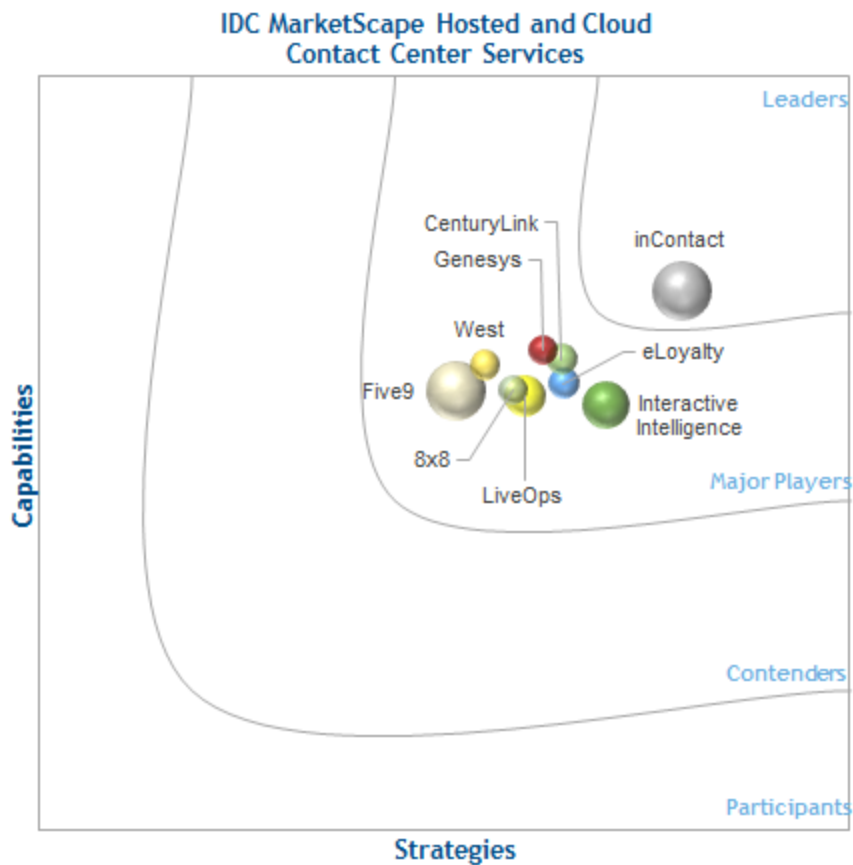 IDC MarketScape Hosted and Cloud
Contact Center Services
Leaders
CenturyLink
inContact
Genesys
West
eLoyalty
Five9
Interactive
Intelligence
8x8
Major Players
LiveOps
Capabilities
Contenders
Participants
Strategies